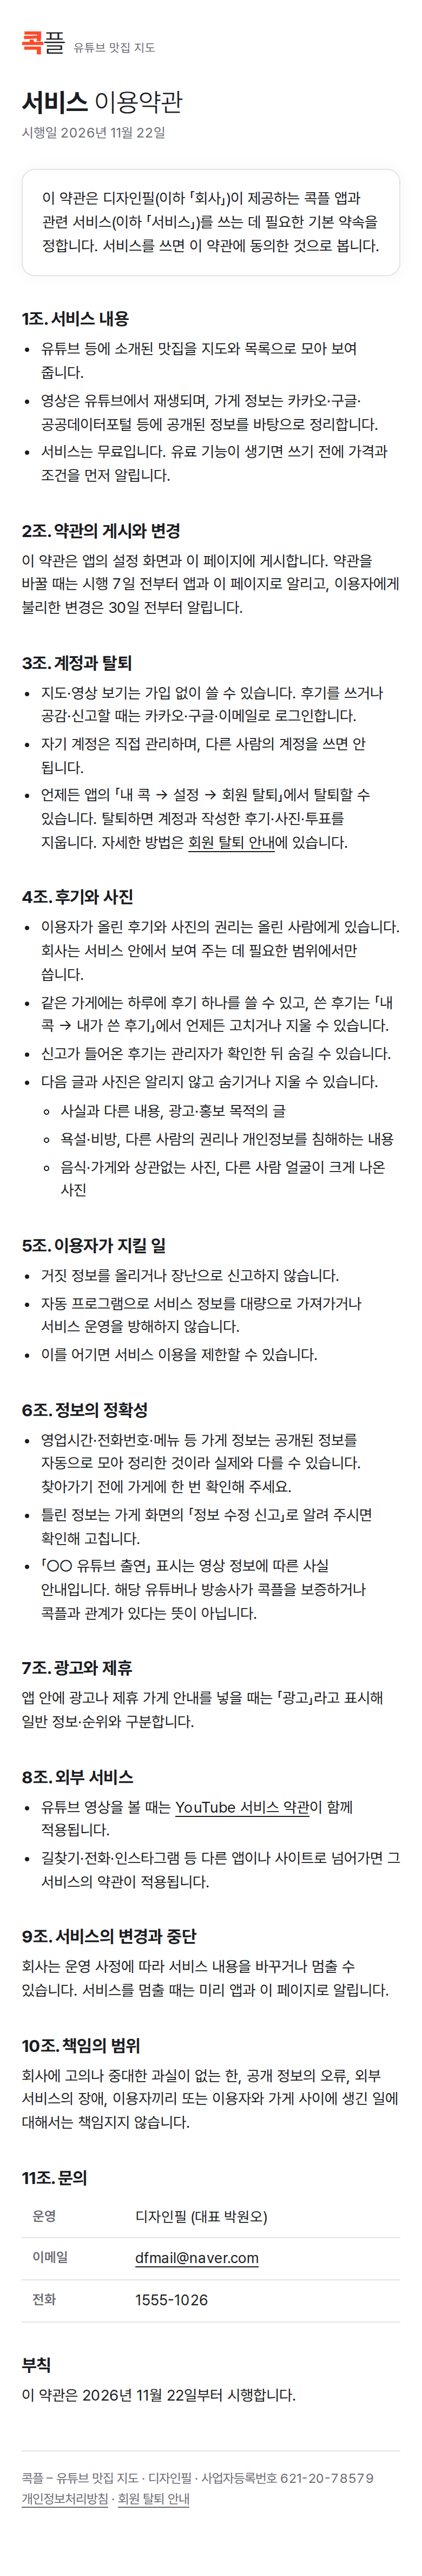 콕플 유튜브 맛집 지도
서비스 이용약관
시행일 2026년 11월 22일
이 약관은 디자인필(이하 「회사」)이 제공하는 콕플 앱과
관련 서비스(이하 「서비스」)를 쓰는 데 필요한 기본 약속을
정합니다. 서비스를 쓰면 이 약관에 동의한 것으로 봅니다.
1조. 서비스 내용
• 유튜브 등에 소개된 맛집을 지도와 목록으로 모아 보여
줍니다.
• 영상은 유튜브에서 재생되며, 가게 정보는 카카오·구글·
공공데이터포털 등에 공개된 정보를 바탕으로 정리합니다.
• 서비스는 무료입니다. 유료 기능이 생기면 쓰기 전에 가격과
조건을 먼저 알립니다.
2조. 약관의 게시와 변경
이 약관은 앱의 설정 화면과 이 페이지에 게시합니다. 약관을
바꿀 때는 시행 7일 전부터 앱과 이 페이지로 알리고, 이용자에게
불리한 변경은 30일 전부터 알립니다.
3조. 계정과 탈퇴
• 지도·영상 보기는 가입 없이 쓸 수 있습니다. 후기를 쓰거나
공감·신고할 때는 카카오·구글·이메일로 로그인합니다.
• 자기 계정은 직접 관리하며, 다른 사람의 계정을 쓰면 안
됩니다.
• 언제든 앱의 「내 콕 → 설정 → 회원 탈퇴」에서 탈퇴할 수
있습니다. 탈퇴하면 계정과 작성한 후기·사진·투표를
지웁니다. 자세한 방법은 회원 탈퇴 안내에 있습니다.
4조. 후기와 사진
• 이용자가 올린 후기와 사진의 권리는 올린 사람에게 있습니다.
회사는 서비스 안에서 보여 주는 데 필요한 범위에서만
씁니다.
• 같은 가게에는 하루에 후기 하나를 쓸 수 있고, 쓴 후기는 「내
콕 → 내가 쓴 후기」에서 언제든 고치거나 지울 수 있습니다.
• 신고가 들어온 후기는 관리자가 확인한 뒤 숨길 수 있습니다.
• 다음 글과 사진은 알리지 않고 숨기거나 지울 수 있습니다.
◦ 사실과 다른 내용, 광고·홍보 목적의 글
◦ 욕설·비방, 다른 사람의 권리나 개인정보를 침해하는 내용
◦ 음식·가게와 상관없는 사진, 다른 사람 얼굴이 크게 나온
사진
5조. 이용자가 지킬 일
• 거짓 정보를 올리거나 장난으로 신고하지 않습니다.
• 자동 프로그램으로 서비스 정보를 대량으로 가져가거나
서비스 운영을 방해하지 않습니다.
• 이를 어기면 서비스 이용을 제한할 수 있습니다.
6조. 정보의 정확성
• 영업시간·전화번호·메뉴 등 가게 정보는 공개된 정보를
자동으로 모아 정리한 것이라 실제와 다를 수 있습니다.
찾아가기 전에 가게에 한 번 확인해 주세요.
• 틀린 정보는 가게 화면의 「정보 수정 신고」로 알려 주시면
확인해 고칩니다.
• 「〇〇 유튜브 출연」 표시는 영상 정보에 따른 사실
안내입니다. 해당 유튜버나 방송사가 콕플을 보증하거나
콕플과 관계가 있다는 뜻이 아닙니다.
7조. 광고와 제휴
앱 안에 광고나 제휴 가게 안내를 넣을 때는 「광고」라고 표시해
일반 정보·순위와 구분합니다.
8조. 외부 서비스
• 유튜브 영상을 볼 때는 YouTube 서비스 약관이 함께
적용됩니다.
• 길찾기·전화·인스타그램 등 다른 앱이나 사이트로 넘어가면 그
서비스의 약관이 적용됩니다.
9조. 서비스의 변경과 중단
회사는 운영 사정에 따라 서비스 내용을 바꾸거나 멈출 수
있습니다. 서비스를 멈출 때는 미리 앱과 이 페이지로 알립니다.
10조. 책임의 범위
회사에 고의나 중대한 과실이 없는 한, 공개 정보의 오류, 외부
서비스의 장애, 이용자끼리 또는 이용자와 가게 사이에 생긴 일에
대해서는 책임지지 않습니다.
11조. 문의
운영 디자인필 (대표 박원오)
이메일 dfmail@naver.com
전화 1555-1026
부칙
이 약관은 2026년 11월 22일부터 시행합니다.
콕플 – 유튜브 맛집 지도 · 디자인필 · 사업자등록번호 621-20-78579
개인정보처리방침 · 회원 탈퇴 안내